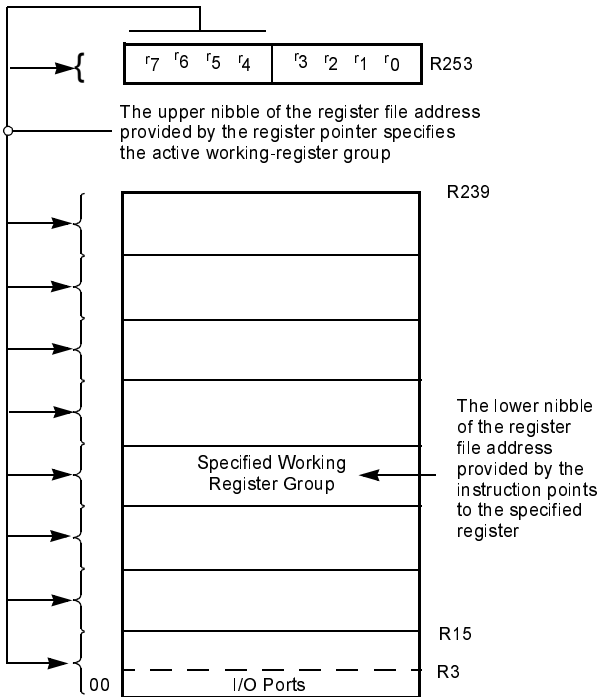 r7 r6 r5 r4 r3 r2 r1 r0 R253
The upper nibble of the register file address
provided by the register pointer specifies
the active working-register group
R239
The lower nibble
of the register
file address
provided by the
instruction points
to the specified
register
Specified Working
Register Group
R15
R3
00 I/O Ports